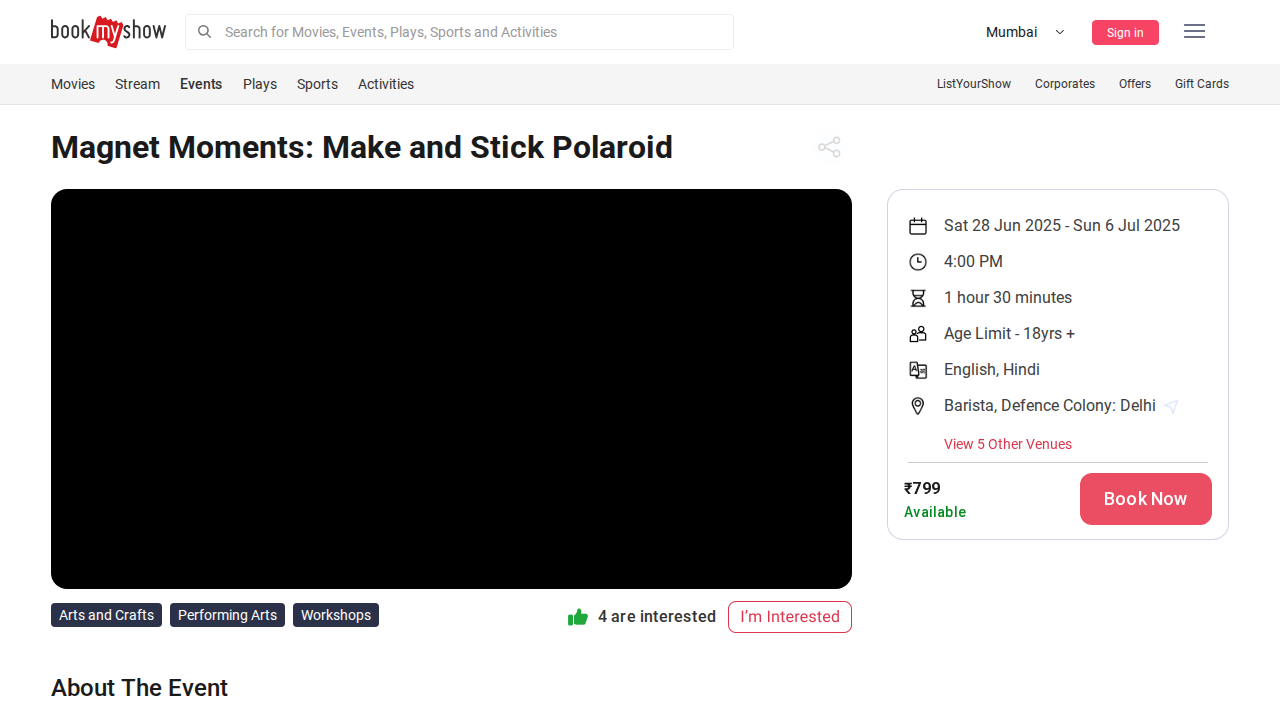 bookmyshow
Search for Movies, Events, Plays, Sports and Activities
Mumbai
Sign in
Movies Stream Events Plays Sports Activities
ListYourShow Corporates Offers Gift Cards
Magnet Moments: Make and Stick Polaroid
Sat 28 Jun 2025 - Sun 6 Jul 2025
4:00 PM
1 hour 30 minutes
Age Limit - 18yrs +
English, Hindi
Barista, Defence Colony: Delhi
View 5 Other Venues
₹799
Available
Book Now
Arts and Crafts Performing Arts Workshops
4 are interested
I’m Interested
About The Event